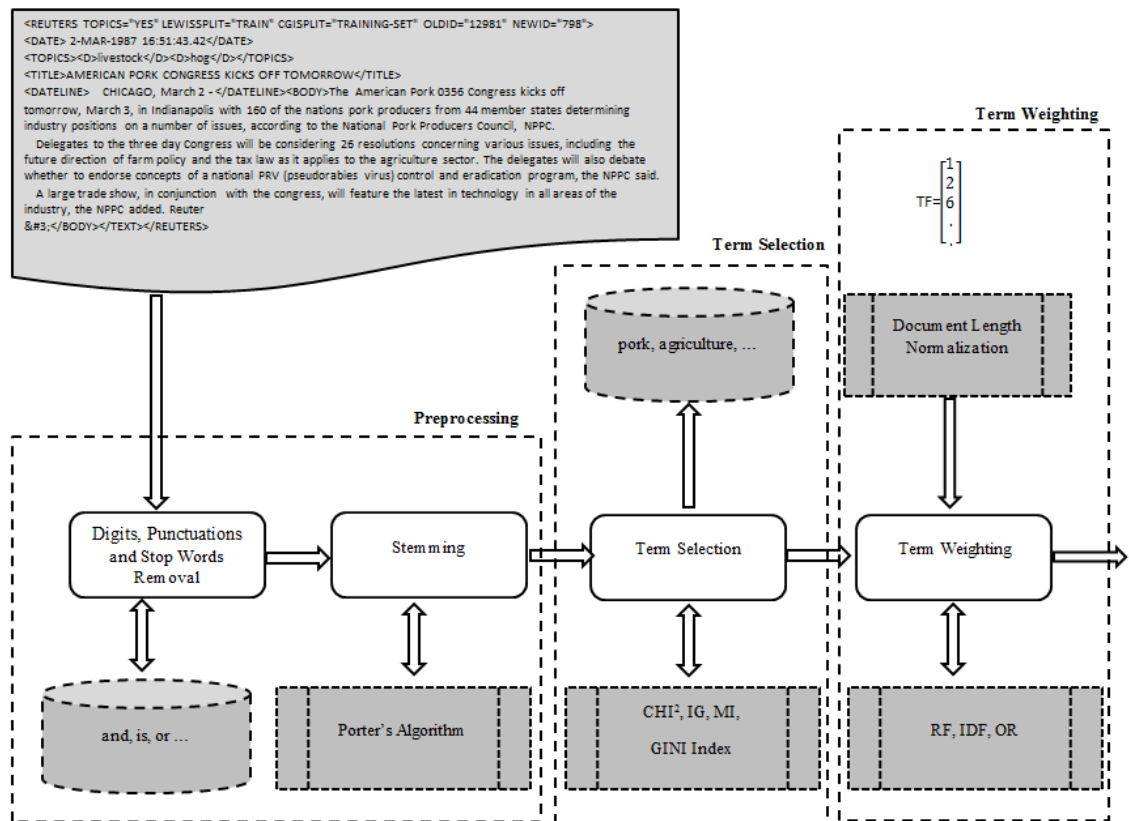 <REUTERS TOPICS="YES" LEWISSPLIT="TRAIN" CGISPLIT="TRAINING-SET" OLDID="12981" NEWID="798">
<DATE> 2-MAR-1987 16:51:43.42</DATE>
<TOPICS><D>livestock</D><D>hog</D></TOPICS>
<TITLE>AMERICAN PORK CONGRESS KICKS OFF TOMORROW</TITLE>
<DATELINE> CHICAGO, March 2 - </DATELINE><BODY>The American Pork 0356 Congress kicks off
tomorrow, March 3, in Indianapolis with 160 of the nations pork producers from 44 member states determining
industry positions on a number of issues, according to the National Pork Producers Council, NPPC.
Delegates to the three day Congress will be considering 26 resolutions concerning various issues, including the
future direction of farm policy and the tax law as it applies to the agriculture sector. The delegates will also debate
whether to endorse concepts of a national PRV (pseudorabies virus) control and eradication program, the NPPC said.
A large trade show, in conjunction with the congress, will feature the latest in technology in all areas of the
industry, the NPPC added. Reuter
&#3;</BODY></TEXT></REUTERS>
Term Weighting
1
2
TF= 6
.
.
Term Selection
pork, agriculture, ...
Document Length
Normalization
Preprocessing
Digits, Punctuations
and Stop Words
Removal
Stemming
Term Selection
Term Weighting
and, is, or ...
Porter's Algorithm
CHI², IG, MI,
GINI Index
RF, IDF, OR